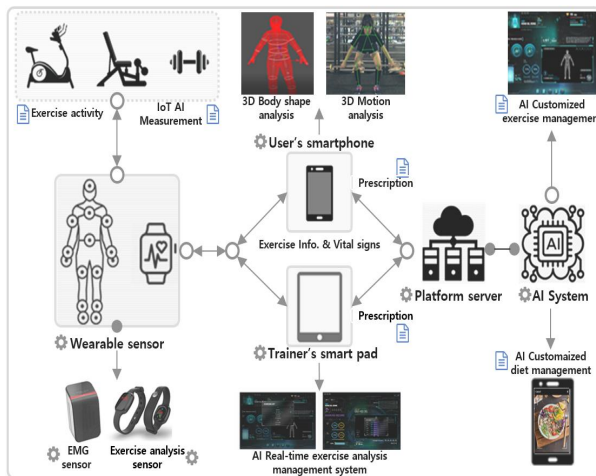 Exercise activity
IoT AI
Measurement
3D Body shape
analysis
3D Motion
analysis
AI Customized
exercise management
User's smartphone
Prescription
Exercise Info. & Vital signs
Platform server
AI
AI System
Wearable sensor
Prescription
Trainer's smart pad
AI Customaized
diet management
EMG
sensor
Exercise analysis
sensor
AI Real-time exercise analysis
management system